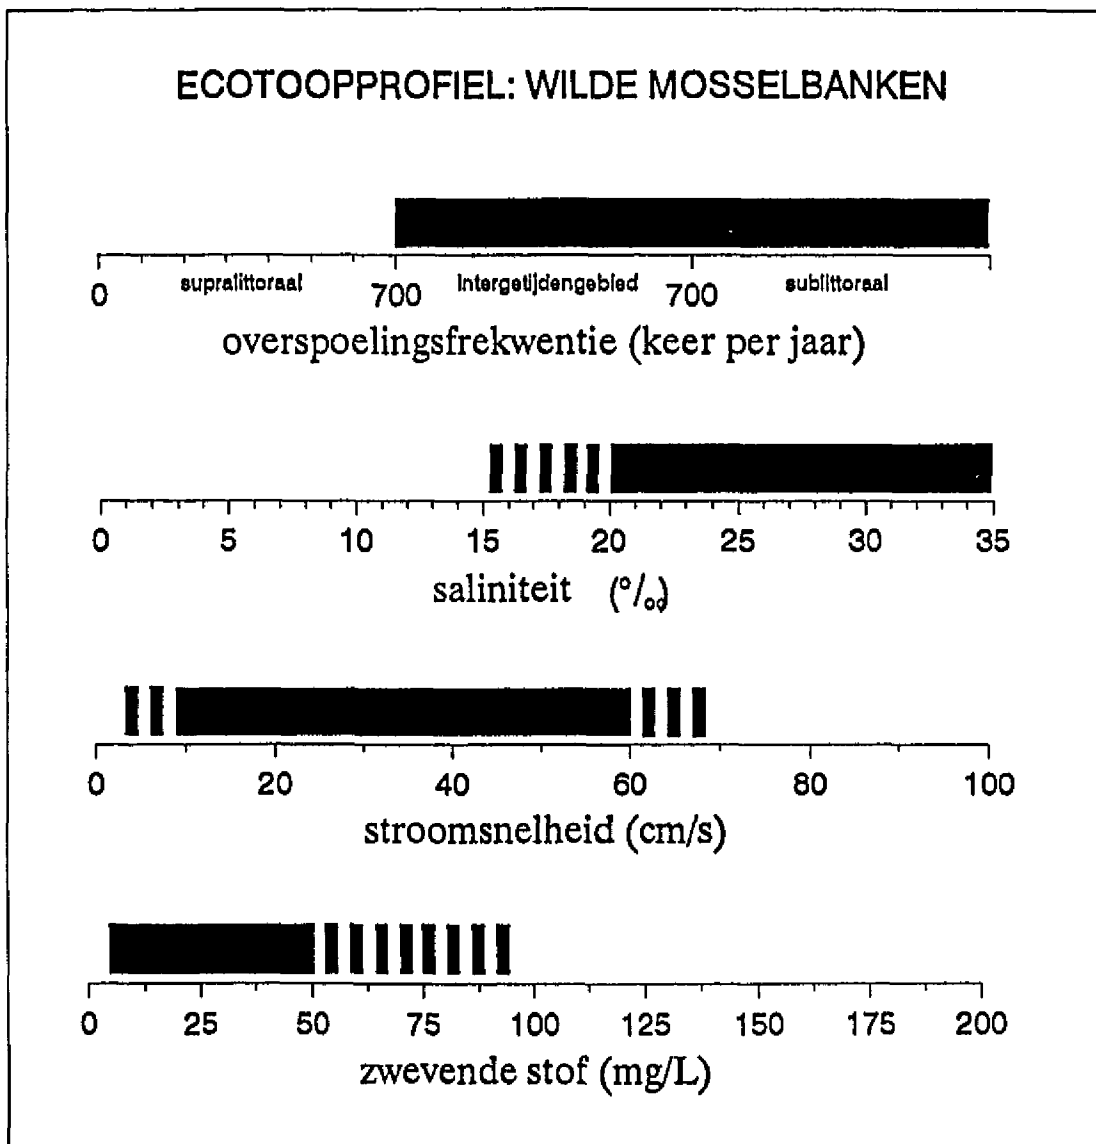 ECOTOOPPROFIEL: WILDE MOSSELBANKEN
supralittoraal intergetijdengebied sublittoraal
0 700 700
overspoelingsfrekwentie (keer per jaar)
0 5 10 15 20 25 30 35
saliniteit (°/₀₀)
0 20 40 60 80 100
stroomsnelheid (cm/s)
0 25 50 75 100 125 150 175 200
zwevende stof (mg/L)